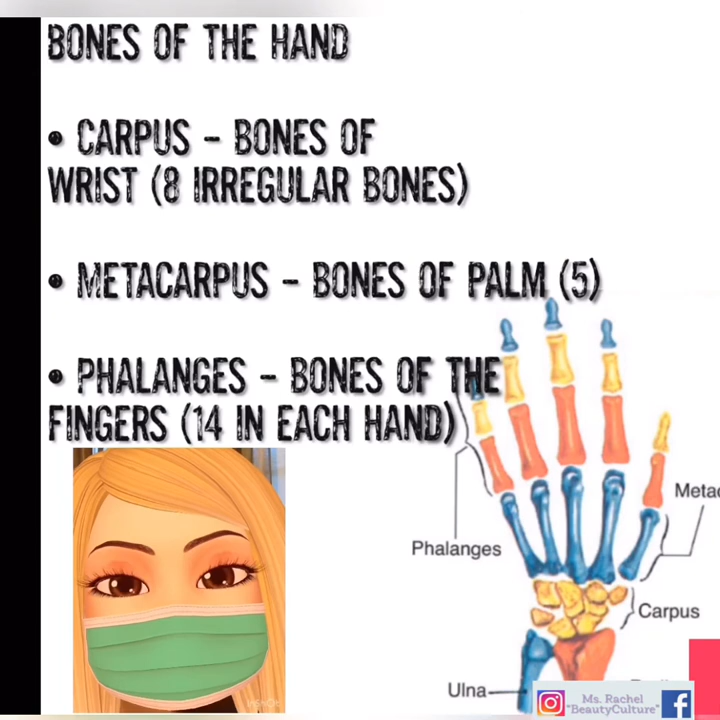 BONES OF THE HAND
• CARPUS – BONES OF
WRIST (8 IRREGULAR BONES)
• METACARPUS – BONES OF PALM (5)
• PHALANGES – BONES OF THE
FINGERS (14 IN EACH HAND)
Metac
Phalanges
Carpus
Ulna
Ms. Rachel
"BeautyCulture"